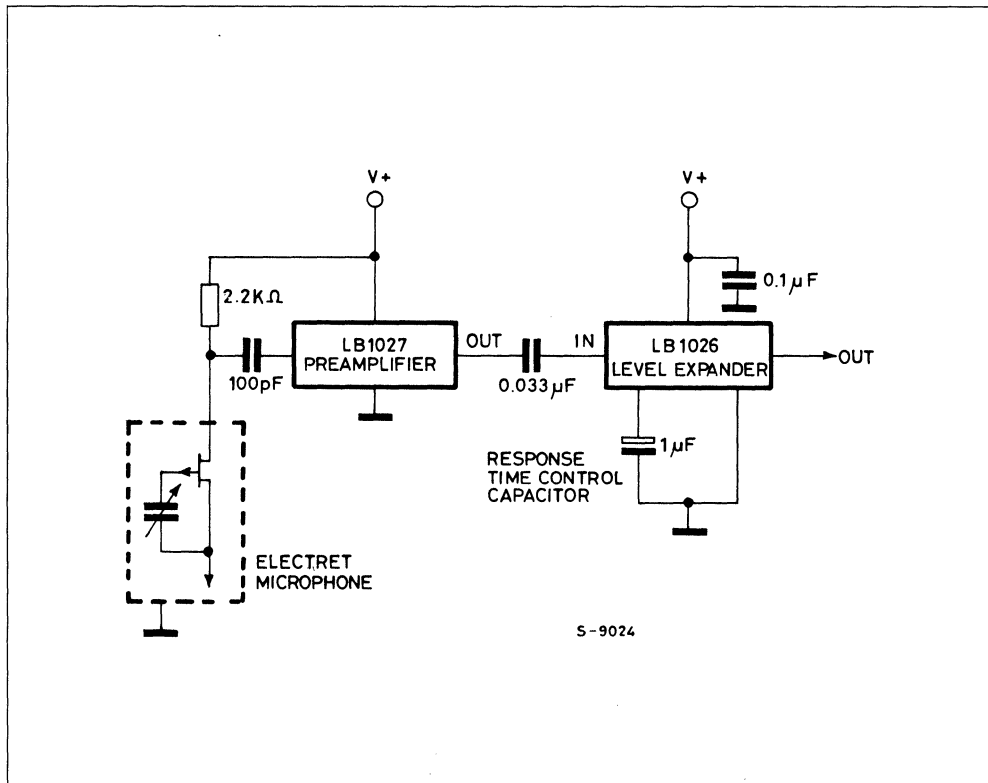 V+
V+
2.2KΩ
0.1µF
LB1027
PREAMPLIFIER
OUT
IN
LB1026
LEVEL EXPANDER
OUT
100pF
0.033µF
1µF
RESPONSE
TIME CONTROL
CAPACITOR
ELECTRET
MICROPHONE
S-9024